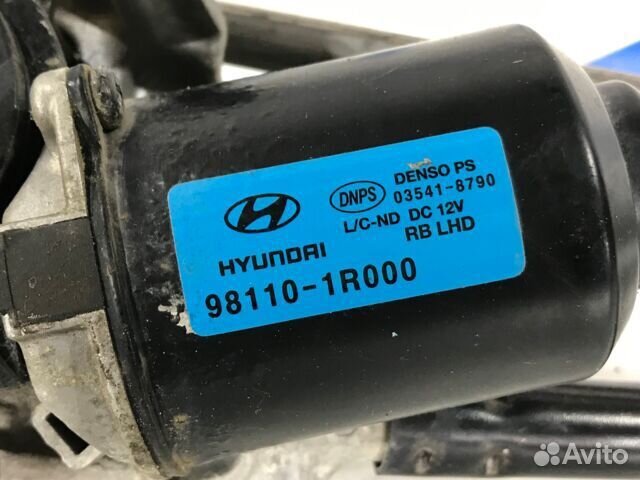 DENSO PS
DNPS 03541-8790
L/C-ND DC 12V
RB LHD
HYUNDAI
98110-1R000
Avito